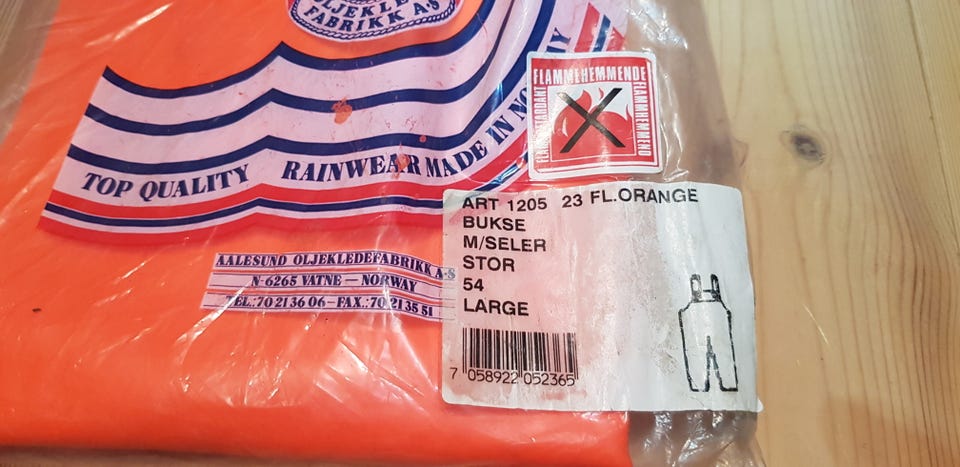 OLJEKLEDE
FABRIKK A-S
TOP QUALITY RAINWEAR MADE IN
FLAMMEHEMMENDE
FLAMMHEMMEND
AALESUND OLJEKLEDEFABRIKK A-S
N-6265 VATNE – NORWAY
TEL.: 70 21 36 06 – FAX.: 70 21 35 51
ART 1205 23 FL.ORANGE
BUKSE
M/SELER
STOR
54
LARGE
7 058922 052365